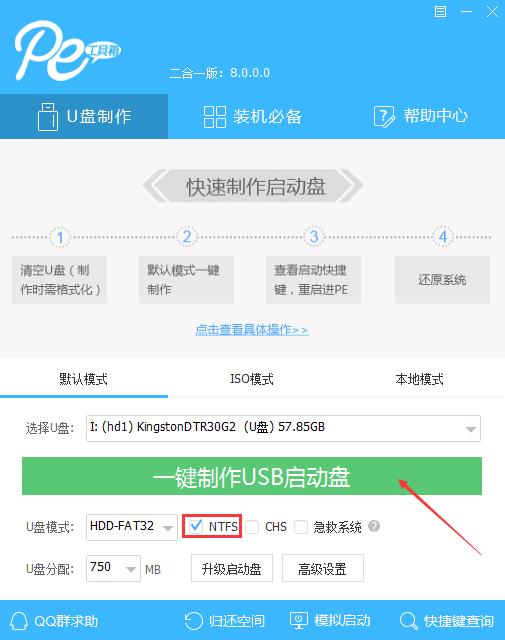 Pe工具箱
二合一版：8.0.0.0
U盘制作
装机必备
帮助中心
快速制作启动盘
1
2
3
4
清空U盘（制
作时需格式化）
默认模式一键
制作
查看启动快捷
键，重启进PE
还原系统
点击查看具体操作>>
默认模式
ISO模式
本地模式
选择U盘：
I: (hd1) KingstonDTR30G2（U盘) 57.85GB
一键制作USB启动盘
U盘模式：
HDD-FAT32
NTFS
CHS
急救系统
?
U盘分配：
750
MB
升级启动盘
高级设置
QQ群求助
归还空间
模拟启动
快捷键查询